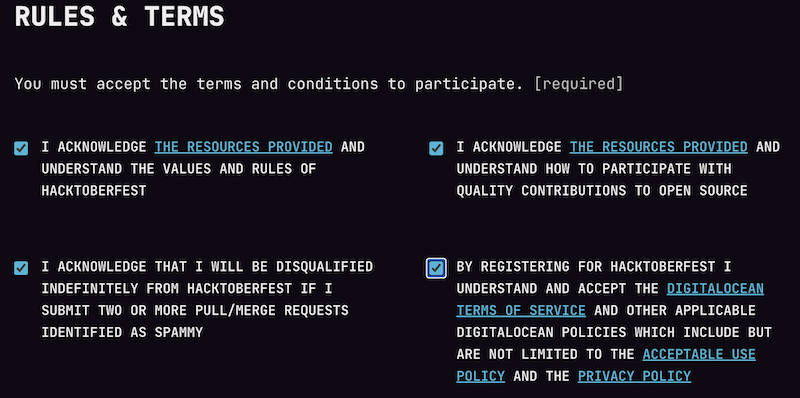 RULES & TERMS
You must accept the terms and conditions to participate. [required]
I ACKNOWLEDGE THE RESOURCES PROVIDED AND
UNDERSTAND THE VALUES AND RULES OF
HACKTOBERFEST
I ACKNOWLEDGE THE RESOURCES PROVIDED AND
UNDERSTAND HOW TO PARTICIPATE WITH
QUALITY CONTRIBUTIONS TO OPEN SOURCE
I ACKNOWLEDGE THAT I WILL BE DISQUALIFIED
INDEFINITELY FROM HACKTOBERFEST IF I
SUBMIT TWO OR MORE PULL/MERGE REQUESTS
IDENTIFIED AS SPAMMY
BY REGISTERING FOR HACKTOBERFEST I
UNDERSTAND AND ACCEPT THE DIGITALOCEAN
TERMS OF SERVICE AND OTHER APPLICABLE
DIGITALOCEAN POLICIES WHICH INCLUDE BUT
ARE NOT LIMITED TO THE ACCEPTABLE USE
POLICY AND THE PRIVACY POLICY